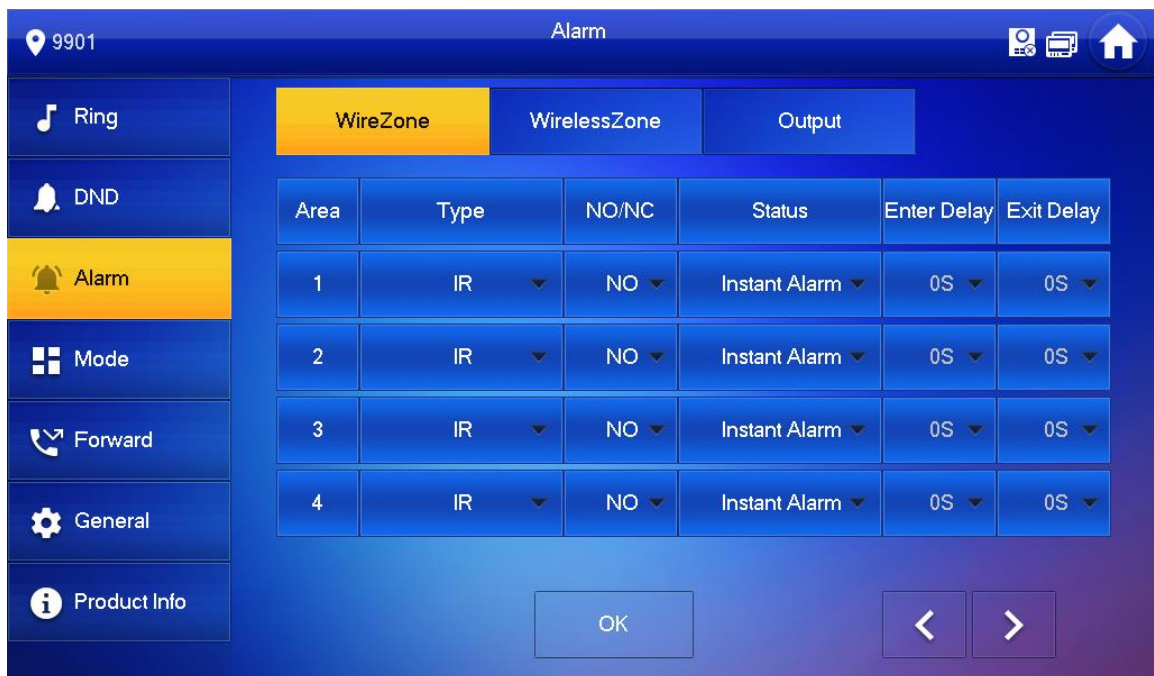 9901
Alarm
Ring
DND
Alarm
Mode
Forward
General
Product Info
WireZone WirelessZone Output
Area Type NO/NC Status Enter Delay Exit Delay
1 IR NO Instant Alarm 0S 0S
2 IR NO Instant Alarm 0S 0S
3 IR NO Instant Alarm 0S 0S
4 IR NO Instant Alarm 0S 0S
OK